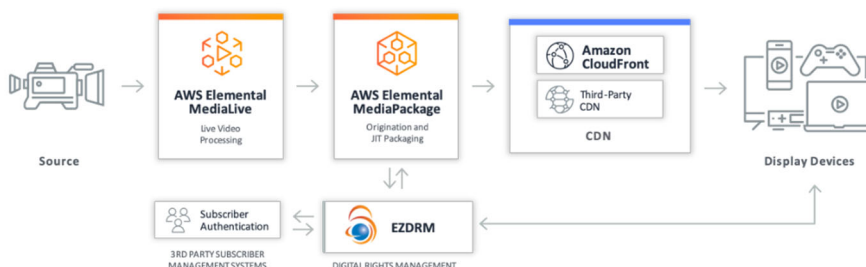 AWS Elemental
MediaLive
Live Video
Processing
AWS Elemental
MediaPackage
Origination and
JIT Packaging
Amazon
CloudFront
Third-Party
CDN
CDN
Source
Display Devices
Subscriber
Authentication
EZDRM
3RD PARTY SUBSCRIBER
MANAGEMENT SYSTEMS
DIGITAL RIGHTS MANAGEMENT